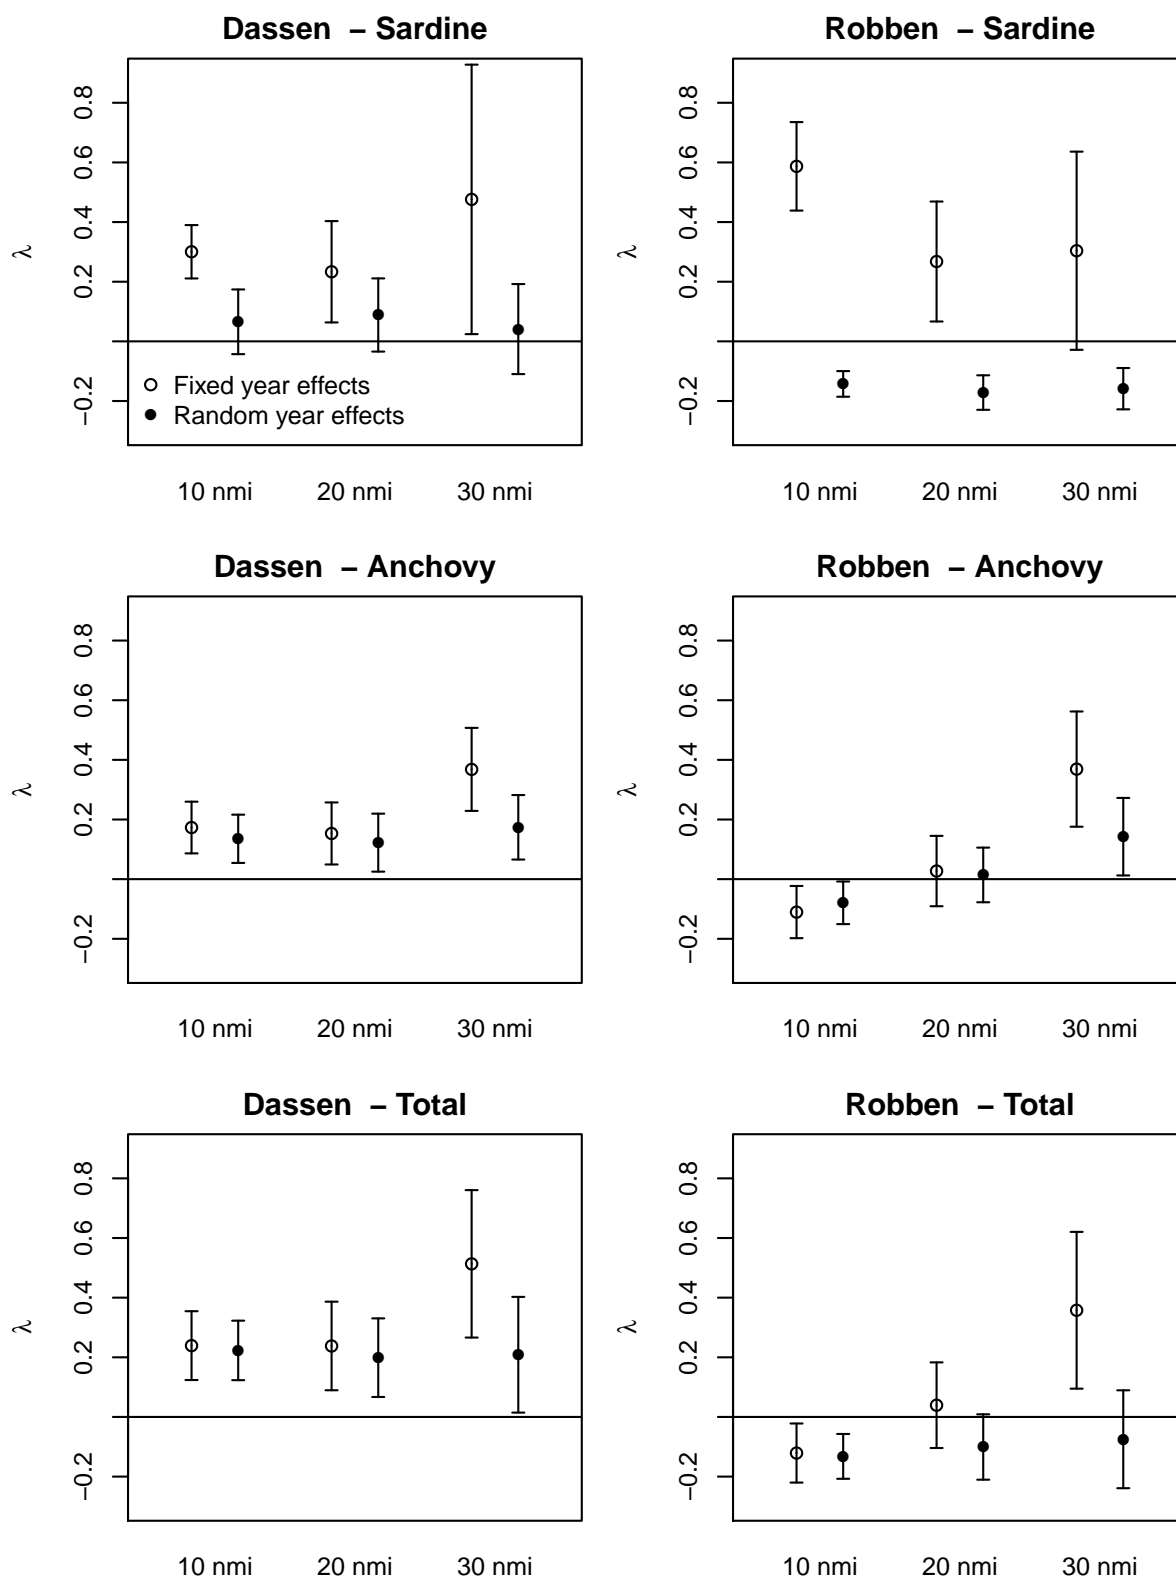 Dassen – Sardine
λ
0.8
0.6
0.4
0.2
−0.2
Fixed year effects
Random year effects
10 nmi 20 nmi 30 nmi
Robben – Sardine
λ
0.8
0.6
0.4
0.2
−0.2
10 nmi 20 nmi 30 nmi
Dassen – Anchovy
λ
0.8
0.6
0.4
0.2
−0.2
10 nmi 20 nmi 30 nmi
Robben – Anchovy
λ
0.8
0.6
0.4
0.2
−0.2
10 nmi 20 nmi 30 nmi
Dassen – Total
λ
0.8
0.6
0.4
0.2
−0.2
10 nmi 20 nmi 30 nmi
Robben – Total
λ
0.8
0.6
0.4
0.2
−0.2
10 nmi 20 nmi 30 nmi